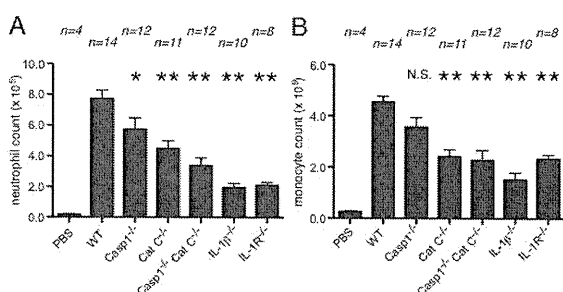 A
n=4 n=12 n=12 n=8
n=14 n=11 n=10
* ** ** ** **
neutrophil count (x 10⁻⁵)
8.0
6.0
4.0
2.0
0.0
PBS
WT
Casp1⁻/⁻
Cat C⁻/⁻
Casp1⁻/⁻ Cat C⁻/⁻
IL-1β⁻/⁻
IL-1R⁻/⁻
B
n=4 n=12 n=12 n=8
n=14 n=11 n=10
N.S. ** ** ** **
monocyte count (x 10⁻⁵)
6.0
4.0
2.0
0.0
PBS
WT
Casp1⁻/⁻
Cat C⁻/⁻
Casp1⁻/⁻ Cat C⁻/⁻
IL-1β⁻/⁻
IL-1R⁻/⁻